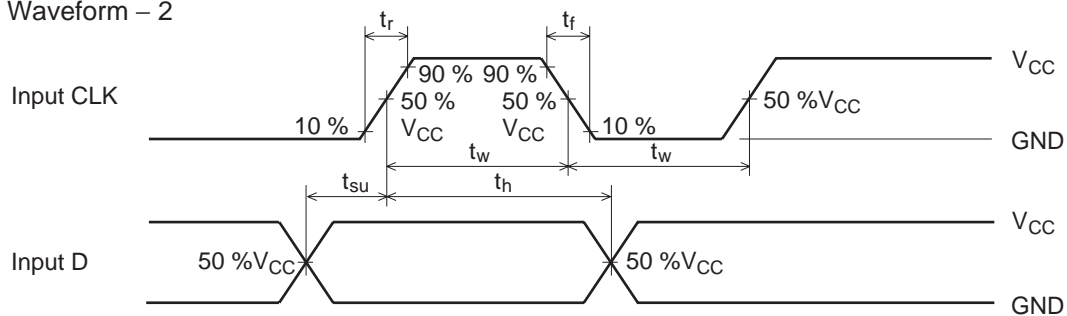 Waveform – 2
tr
tf
VCC
90 % 90 %
Input CLK
50 %
VCC
50 %
VCC
50 %VCC
10 %
10 %
GND
tw
tw
tsu
th
VCC
Input D
50 %VCC
50 %VCC
GND